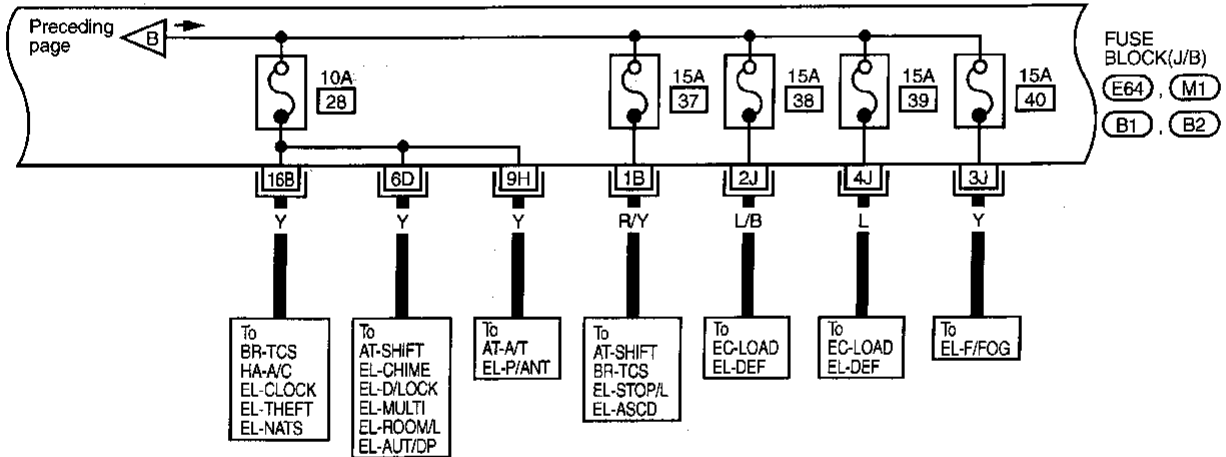 Preceding
page
B
10A
28
15A
37
15A
38
15A
39
15A
40
FUSE
BLOCK(J/B)
E64 , M1
B1 , B2
16B 6D 9H 1B 2J 4J 3J
Y Y Y R/Y L/B L Y
To
BR-TCS
HA-A/C
EL-CLOCK
EL-THEFT
EL-NATS
To
AT-SHIFT
EL-CHIME
EL-D/LOCK
EL-MULTI
EL-ROOM/L
EL-AUT/DP
To
AT-A/T
EL-P/ANT
To
AT-SHIFT
BR-TCS
EL-STOP/L
EL-ASCD
To
EC-LOAD
EL-DEF
To
EC-LOAD
EL-DEF
To
EL-F/FOG